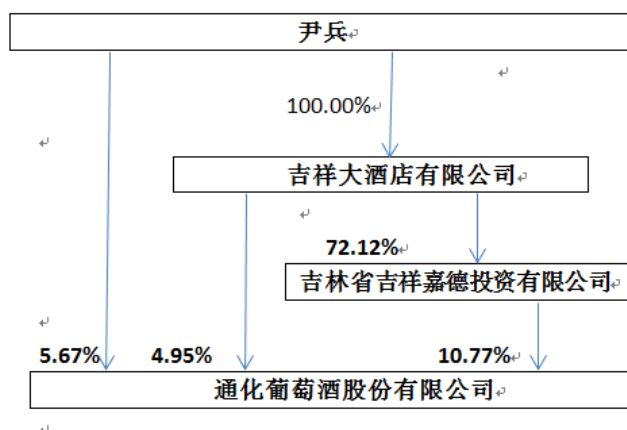 尹兵
100.00%
吉祥大酒店有限公司
72.12%
吉林省吉祥嘉德投资有限公司
5.67% 4.95% 10.77%
通化葡萄酒股份有限公司